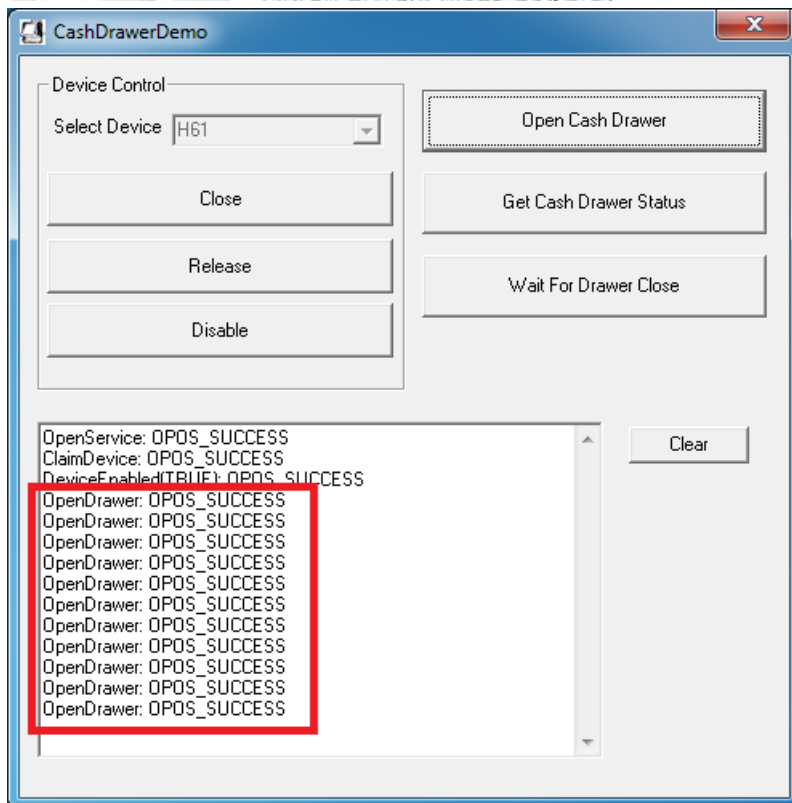 CashDrawerDemo
Device Control
Select Device H61
Close
Release
Disable
Open Cash Drawer
Get Cash Drawer Status
Wait For Drawer Close
OpenService: OPOS_SUCCESS
ClaimDevice: OPOS_SUCCESS
DeviceEnabled(TRUE): OPOS_SUCCESS
OpenDrawer: OPOS_SUCCESS
OpenDrawer: OPOS_SUCCESS
OpenDrawer: OPOS_SUCCESS
OpenDrawer: OPOS_SUCCESS
OpenDrawer: OPOS_SUCCESS
OpenDrawer: OPOS_SUCCESS
OpenDrawer: OPOS_SUCCESS
OpenDrawer: OPOS_SUCCESS
OpenDrawer: OPOS_SUCCESS
OpenDrawer: OPOS_SUCCESS
OpenDrawer: OPOS_SUCCESS
Clear